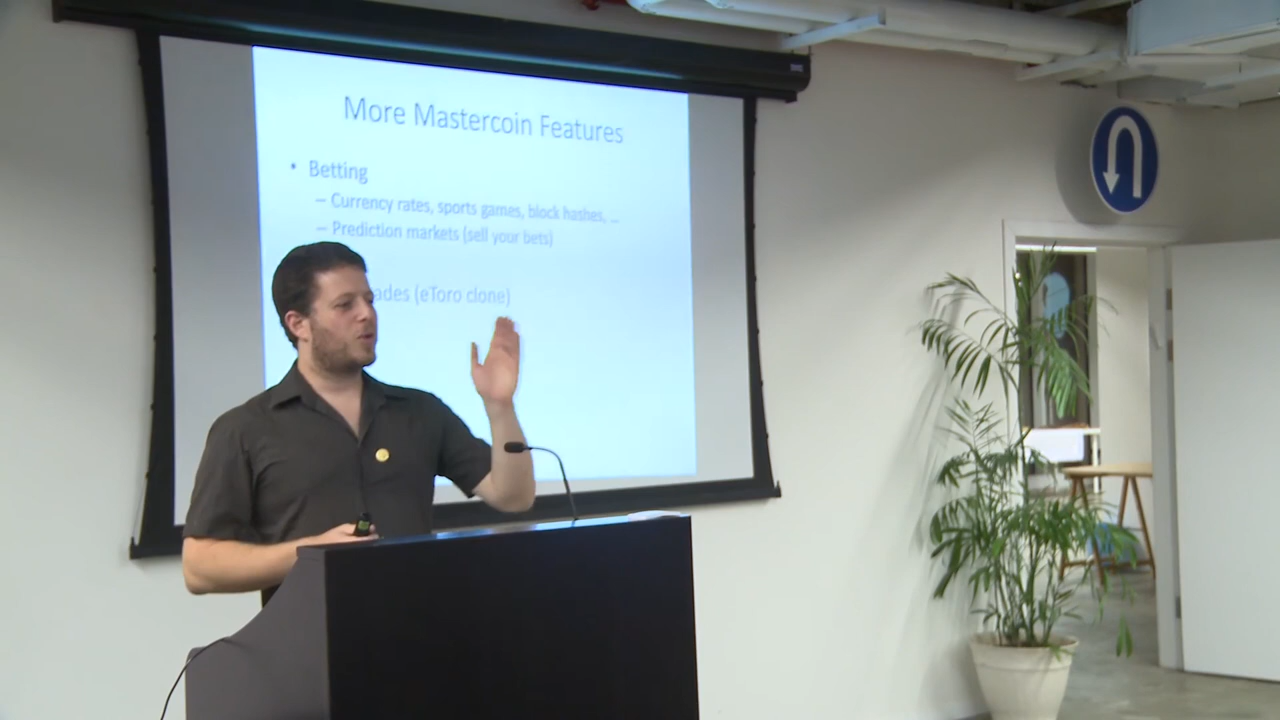 More Mastercoin Features
• Betting
– Currency rates, sports games, block hashes, ...
– Prediction markets (sell your bets)
ades (eToro clone)